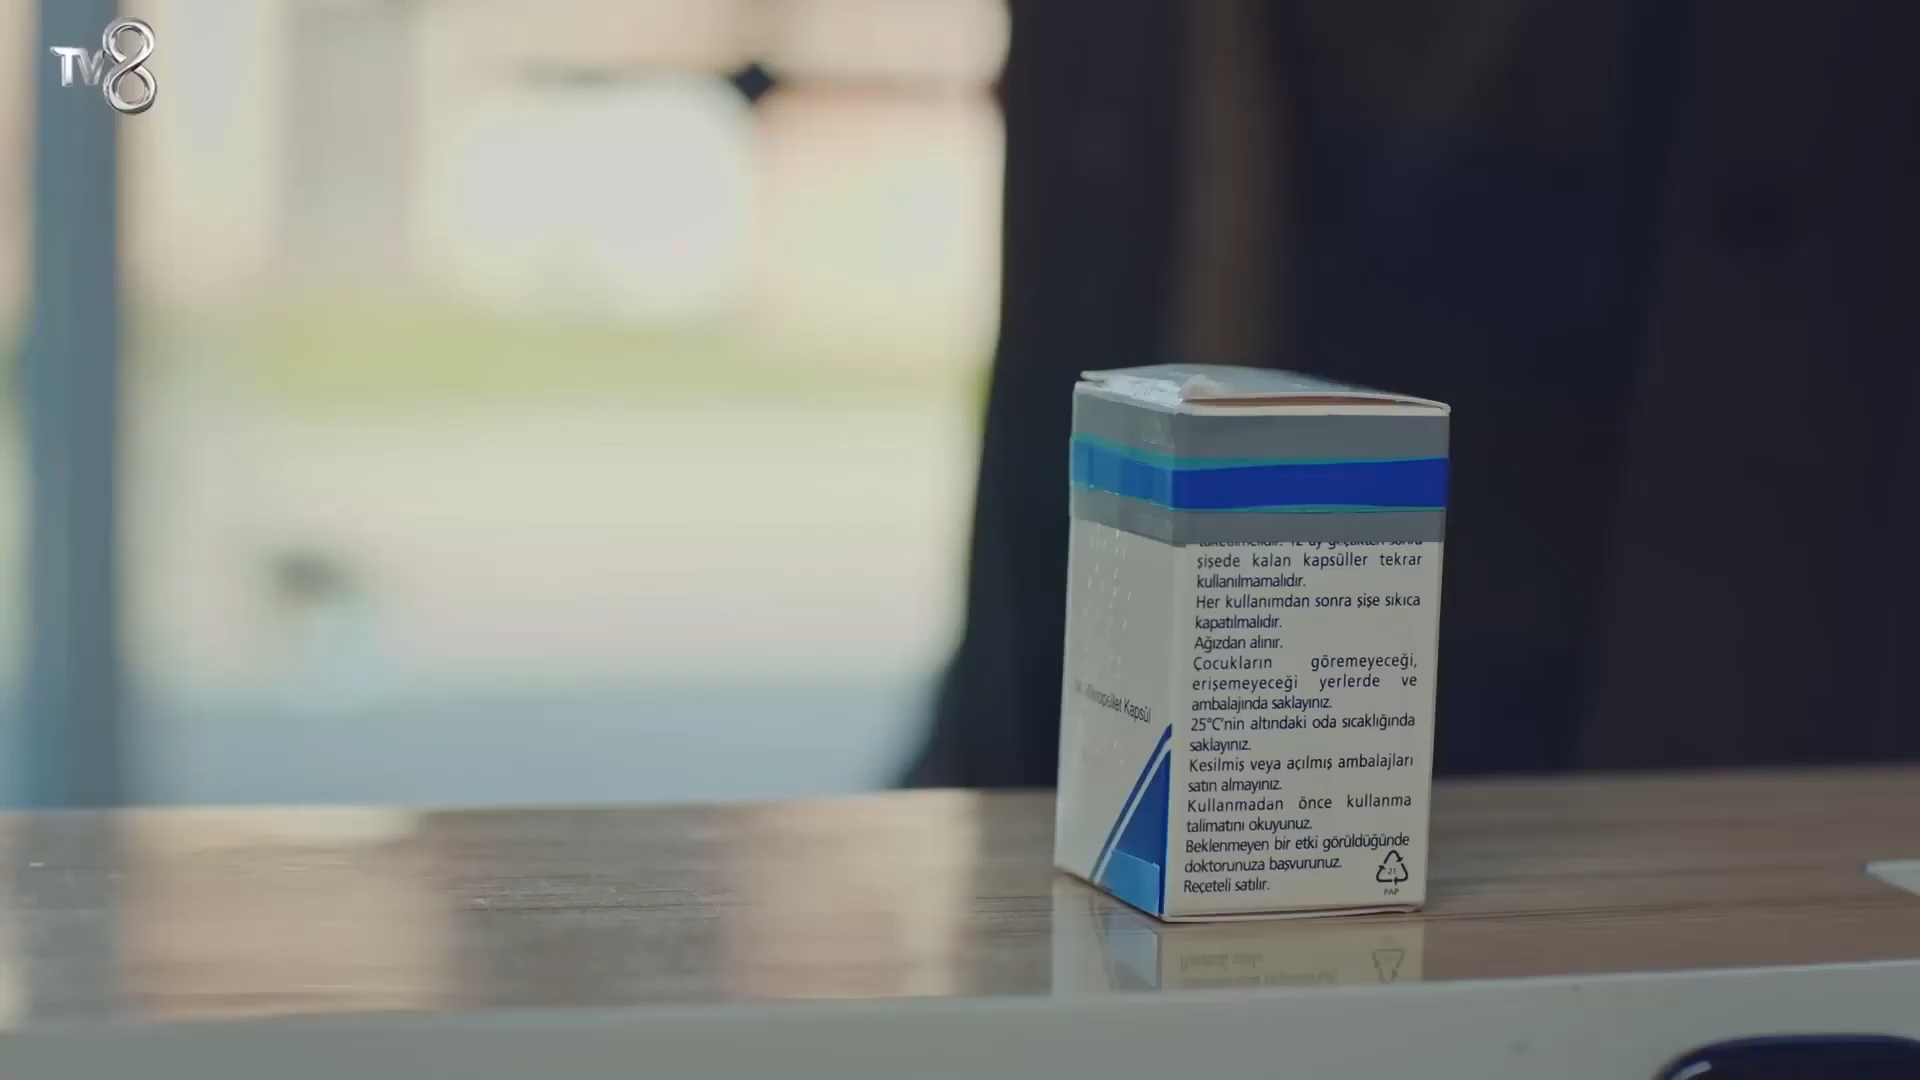 TV8
şişede kalan kapsüller tekrar
kullanılmamalıdır.
Her kullanımdan sonra şişe sıkıca
kapatılmalıdır.
Ağızdan alınır.
Çocukların göremeyeceği,
erişemeyeceği yerlerde ve
ambalajında saklayınız.
25°C'nin altındaki oda sıcaklığında
saklayınız.
Kesilmiş veya açılmış ambalajları
satın almayınız.
Kullanmadan önce kullanma
talimatını okuyunuz.
Beklenmeyen bir etki görüldüğünde
doktorunuza başvurunuz.
Reçeteli satılır.
21
PAP
Mikropellet Kapsül